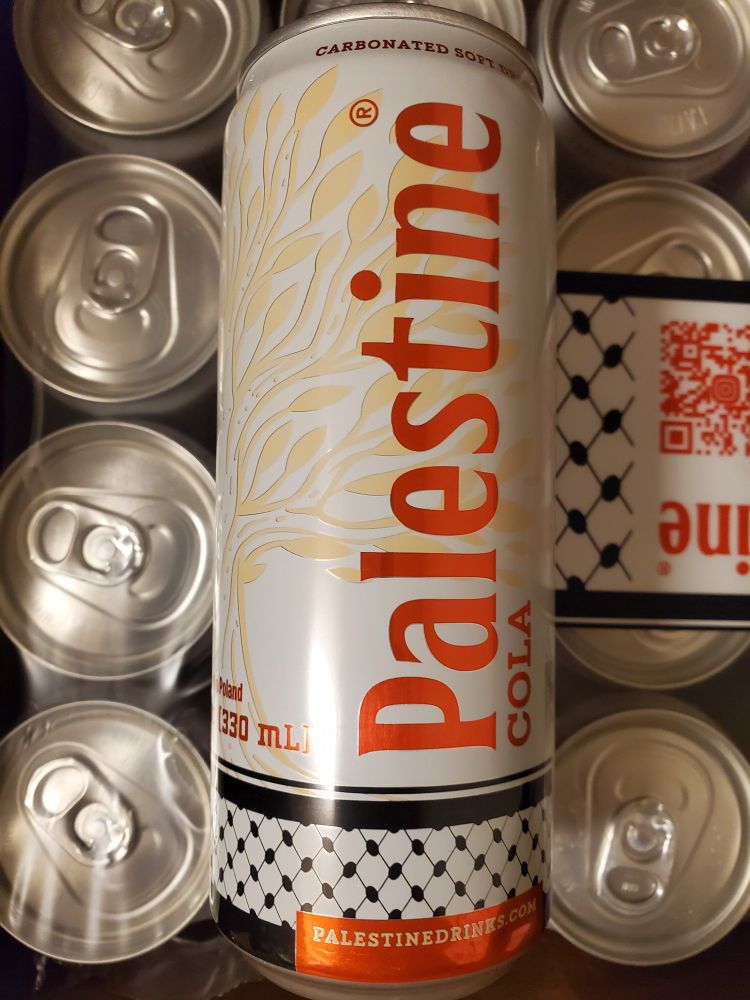 CARBONATED SOFT
Palestine®
COLA
Poland
(330 mL)
PALESTINEDRINKS.COM
ine®